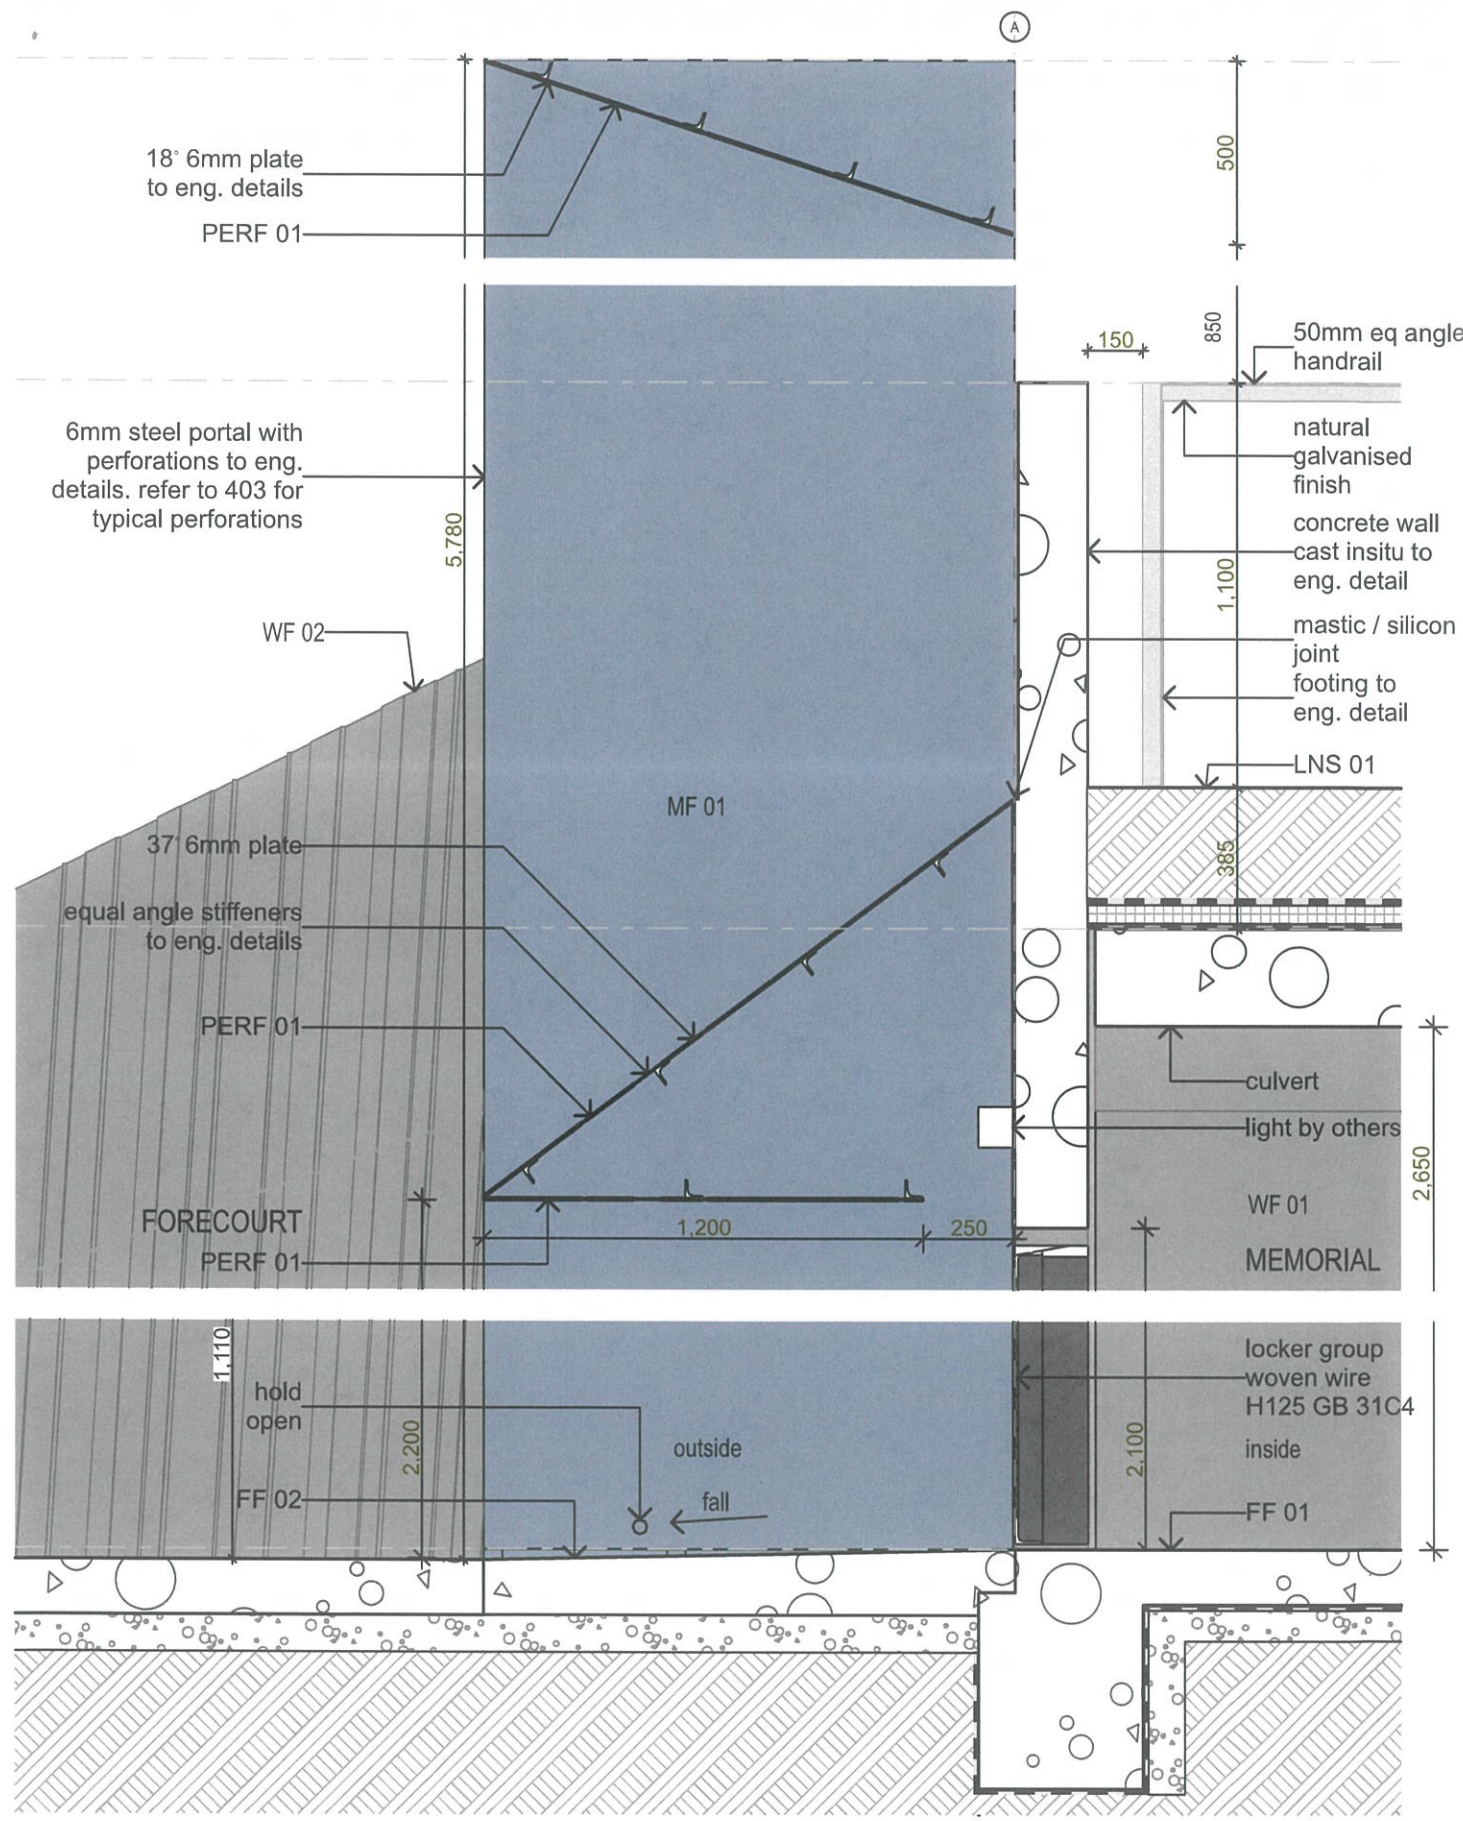 A
18° 6mm plate
to eng. details
PERF 01
500
850
150
50mm eq angle
handrail
6mm steel portal with
perforations to eng.
details. refer to 403 for
typical perforations
natural
galvanised
finish
5,780
concrete wall
cast insitu to
eng. detail
1,100
WF 02
mastic / silicon
joint
footing to
eng. detail
LNS 01
MF 01
37° 6mm plate
385
equal angle stiffeners
to eng. details
PERF 01
culvert
light by others
2,650
WF 01
FORECOURT
1,200
250
PERF 01
MEMORIAL
1,110
locker group
woven wire
H125 GB 31C4
hold
open
2,200
outside
2,100
inside
FF 02
fall
FF 01